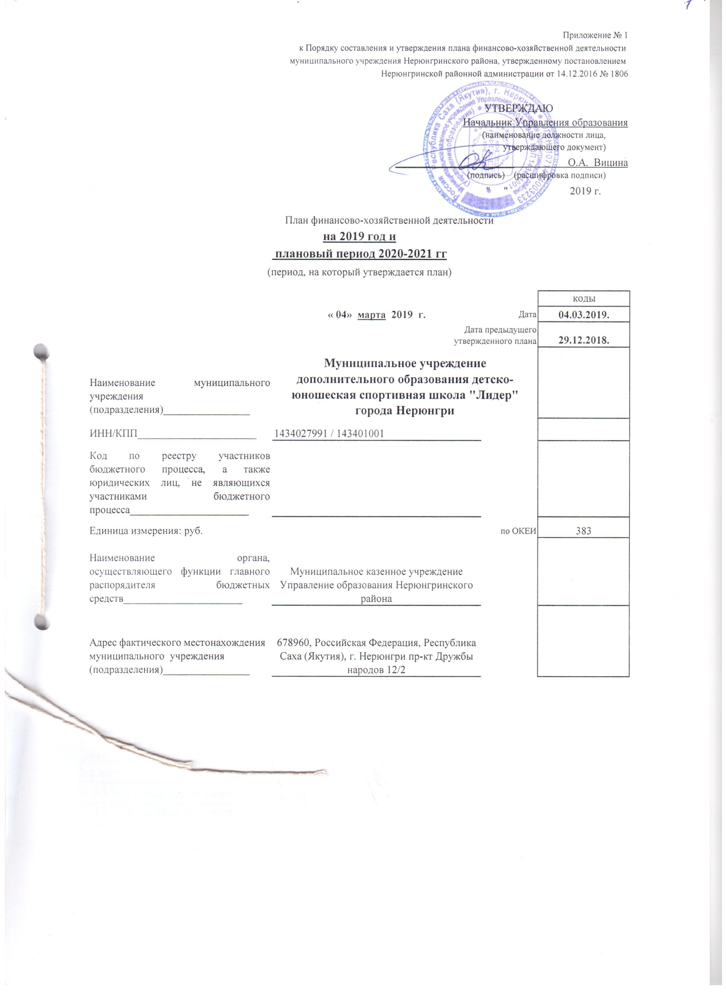 1
Приложение № 1
к Порядку составления и утверждения плана финансово-хозяйственной деятельности
муниципального учреждения Нерюнгринского района, утвержденному постановлением
Нерюнгринской районной администрации от 14.12.2016 № 1806
УТВЕРЖДАЮ
Начальник Управления образования
(наименование должности лица,
утверждающего документ)
О.А. Вицина
(подпись) (расшифровка подписи)
" " 2019 г.
План финансово-хозяйственной деятельности
на 2019 год и
плановый период 2020-2021 гг
(период, на который утверждается план)
коды
« 04» марта 2019 г. Дата 04.03.2019.
Дата предыдущего
утвержденного плана 29.12.2018.
Наименование муниципального
учреждения
(подразделения)________________
Муниципальное учреждение
дополнительного образования детско-
юношеская спортивная школа "Лидер"
города Нерюнгри
ИНН/КПП______________________ 1434027991 / 143401001
Код по реестру участников
бюджетного процесса, а также
юридических лиц, не являющихся
участниками бюджетного
процесса______________________
Единица измерения: руб. по ОКЕИ 383
Наименование органа,
осуществляющего функции главного
распорядителя бюджетных
средств______________________
Муниципальное казенное учреждение
Управление образования Нерюнгринского
района
Адрес фактического местонахождения
муниципального учреждения
(подразделения)________________
678960, Российская Федерация, Республика
Саха (Якутия), г. Нерюнгри пр-кт Дружбы
народов 12/2